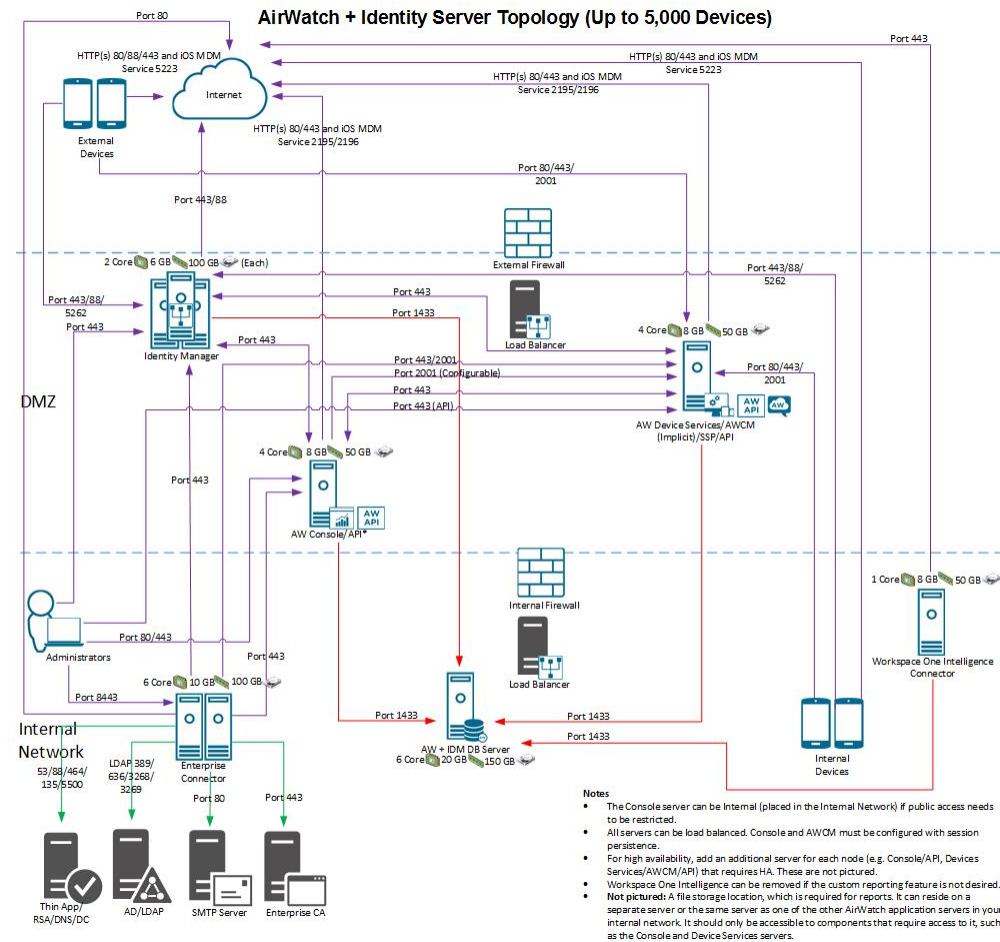 AirWatch + Identity Server Topology (Up to 5,000 Devices)
Port 80
Port 443
HTTP(s) 80/88/443 and iOS MDM
Service 5223
HTTP(s) 80/443 and iOS MDM
Service 5223
HTTP(s) 80/443 and iOS MDM
Service 2195/2196
Internet
HTTP(s) 80/443 and iOS MDM
Service 2195/2196
External
Devices
Port 80/443/
2001
Port 443/88
2 Core 6 GB 100 GB (Each)
External Firewall
Port 443/88/
5262
Port 443
Port 443/88/
5262
Port 1433
Port 443
4 Core 8 GB 50 GB
Load Balancer
Port 443
Identity Manager
Port 443/2001
Port 80/443/
2001
Port 2001 (Configurable)
Port 443
DMZ
Port 443 (API)
AW
API
AW
AW Device Services/AWCM
(Implicit)/SSP/API
4 Core 8 GB 50 GB
Port 443
AW
API
AW Console/API*
1 Core 8 GB 50 GB
Internal Firewall
Port 80/443
Administrators
Port 443
Workspace One Intelligence
Connector
6 Core 10 GB 100 GB
Load Balancer
Port 8443
Port 1433
Port 1433
Internal
Network
Port 1433
AW + IDM DB Server
6 Core 20 GB 150 GB
Internal
Devices
Enterprise
Connector
53/88/464/
135/5500
LDAP 389/
636/3268/
3269
Port 80
Port 443
Thin App/
RSA/DNS/DC
AD/LDAP
SMTP Server
Enterprise CA
Notes
• The Console server can be Internal (placed in the Internal Network) if public access needs
to be restricted.
• All servers can be load balanced. Console and AWCM must be configured with session
persistence.
• For high availability, add an additional server for each node (e.g. Console/API, Devices
Services/AWCM/API) that requires HA. These are not pictured.
• Workspace One Intelligence can be removed if the custom reporting feature is not desired.
• Not pictured: A file storage location, which is required for reports. It can reside on a
separate server or the same server as one of the other AirWatch application servers in your
internal network. It should only be accessible to components that require access to it, such
as the Console and Device Services servers.